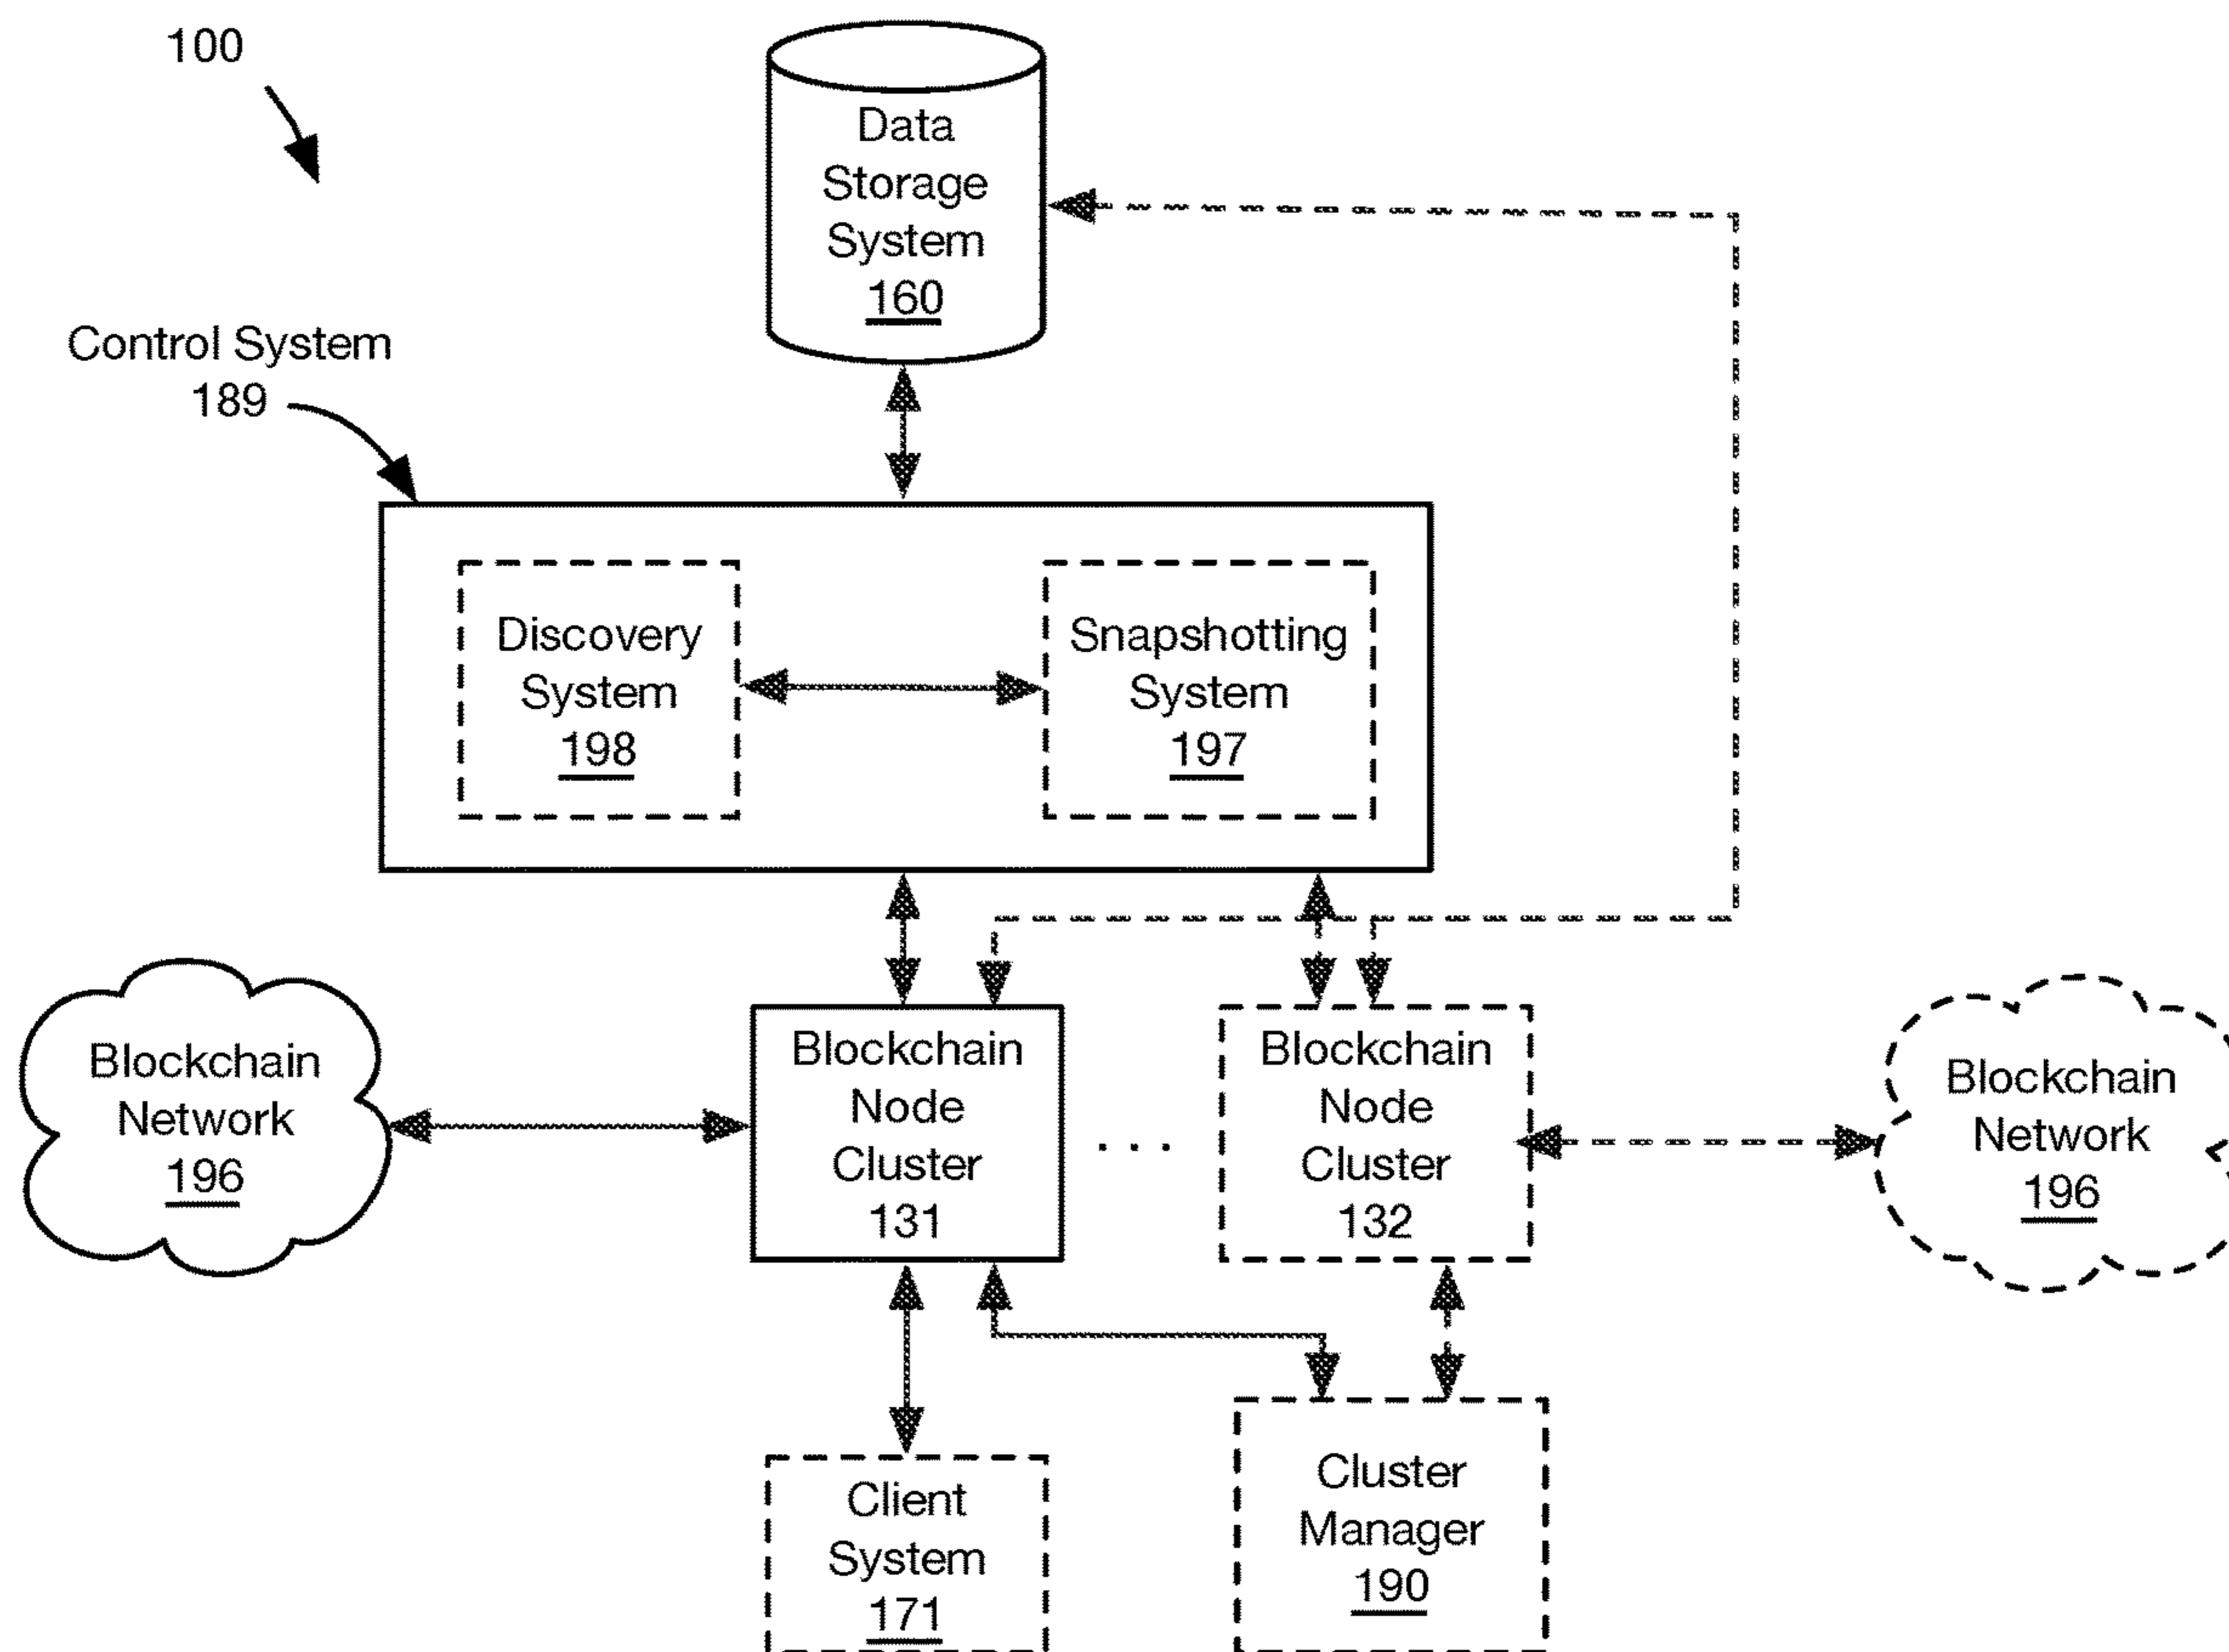 100
Data
Storage
System
160
Control System
189
Discovery
System
198
Snapshotting
System
197
Blockchain
Network
196
Blockchain
Node
Cluster
131
. . .
Blockchain
Node
Cluster
132
Blockchain
Network
196
Client
System
171
Cluster
Manager
190